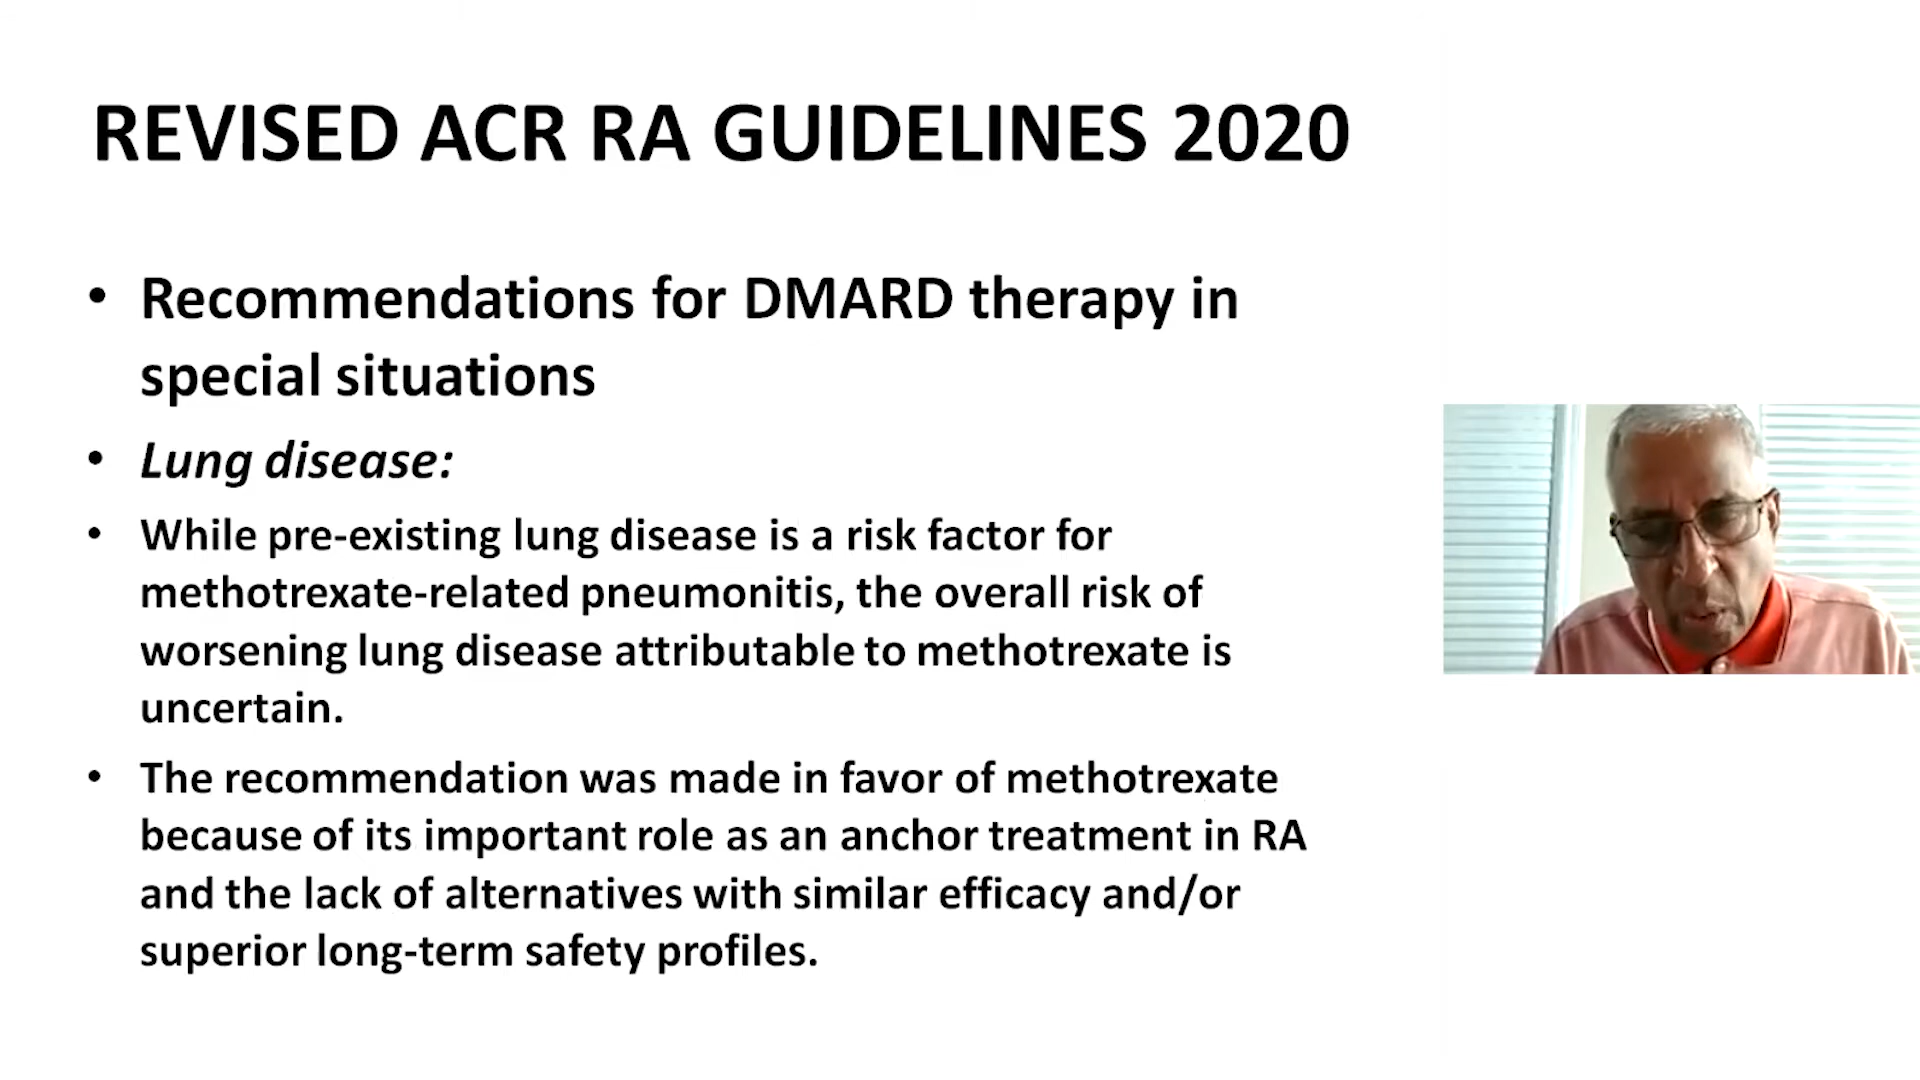 REVISED ACR RA GUIDELINES 2020
• Recommendations for DMARD therapy in
special situations
• Lung disease:
• While pre-existing lung disease is a risk factor for
methotrexate-related pneumonitis, the overall risk of
worsening lung disease attributable to methotrexate is
uncertain.
• The recommendation was made in favor of methotrexate
because of its important role as an anchor treatment in RA
and the lack of alternatives with similar efficacy and/or
superior long-term safety profiles.